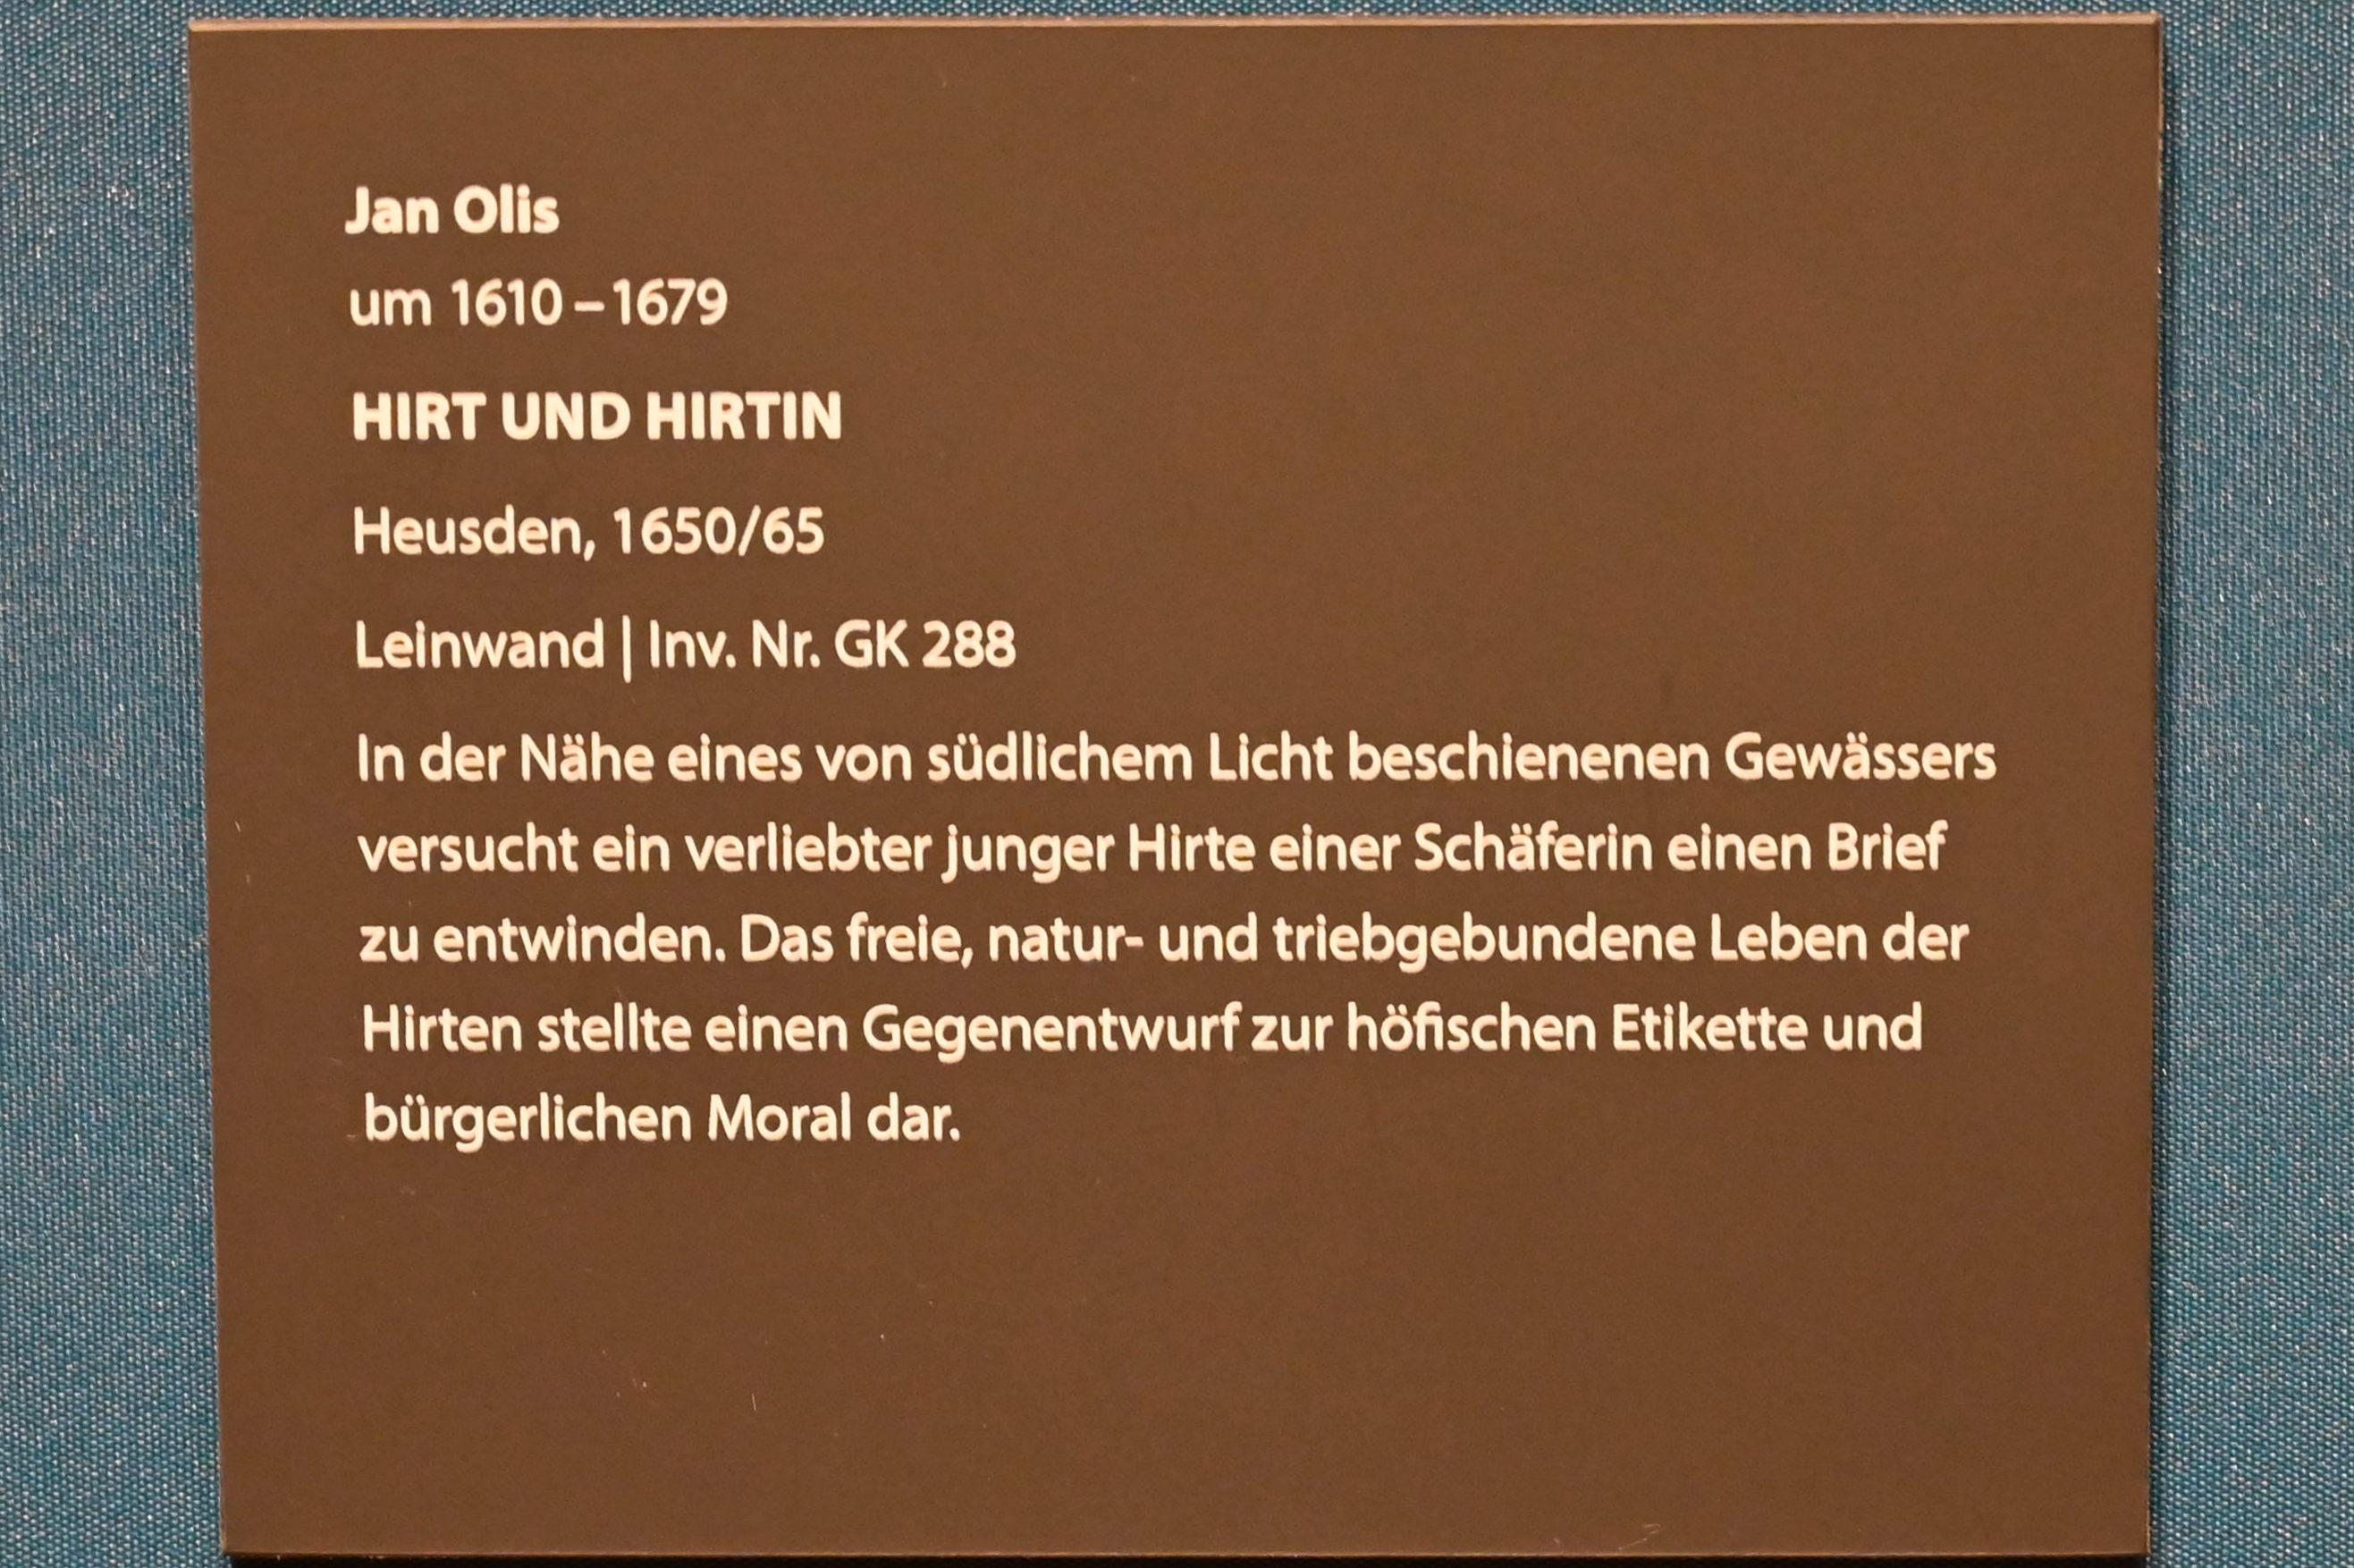 Jan Olis
um 1610 – 1679
HIRT UND HIRTIN
Heusden, 1650/65
Leinwand | Inv. Nr. GK 288
In der Nähe eines von südlichem Licht beschienenen Gewässers
versucht ein verliebter junger Hirte einer Schäferin einen Brief
zu entwinden. Das freie, natur- und triebgebundene Leben der
Hirten stellte einen Gegenentwurf zur höfischen Etikette und
bürgerlichen Moral dar.